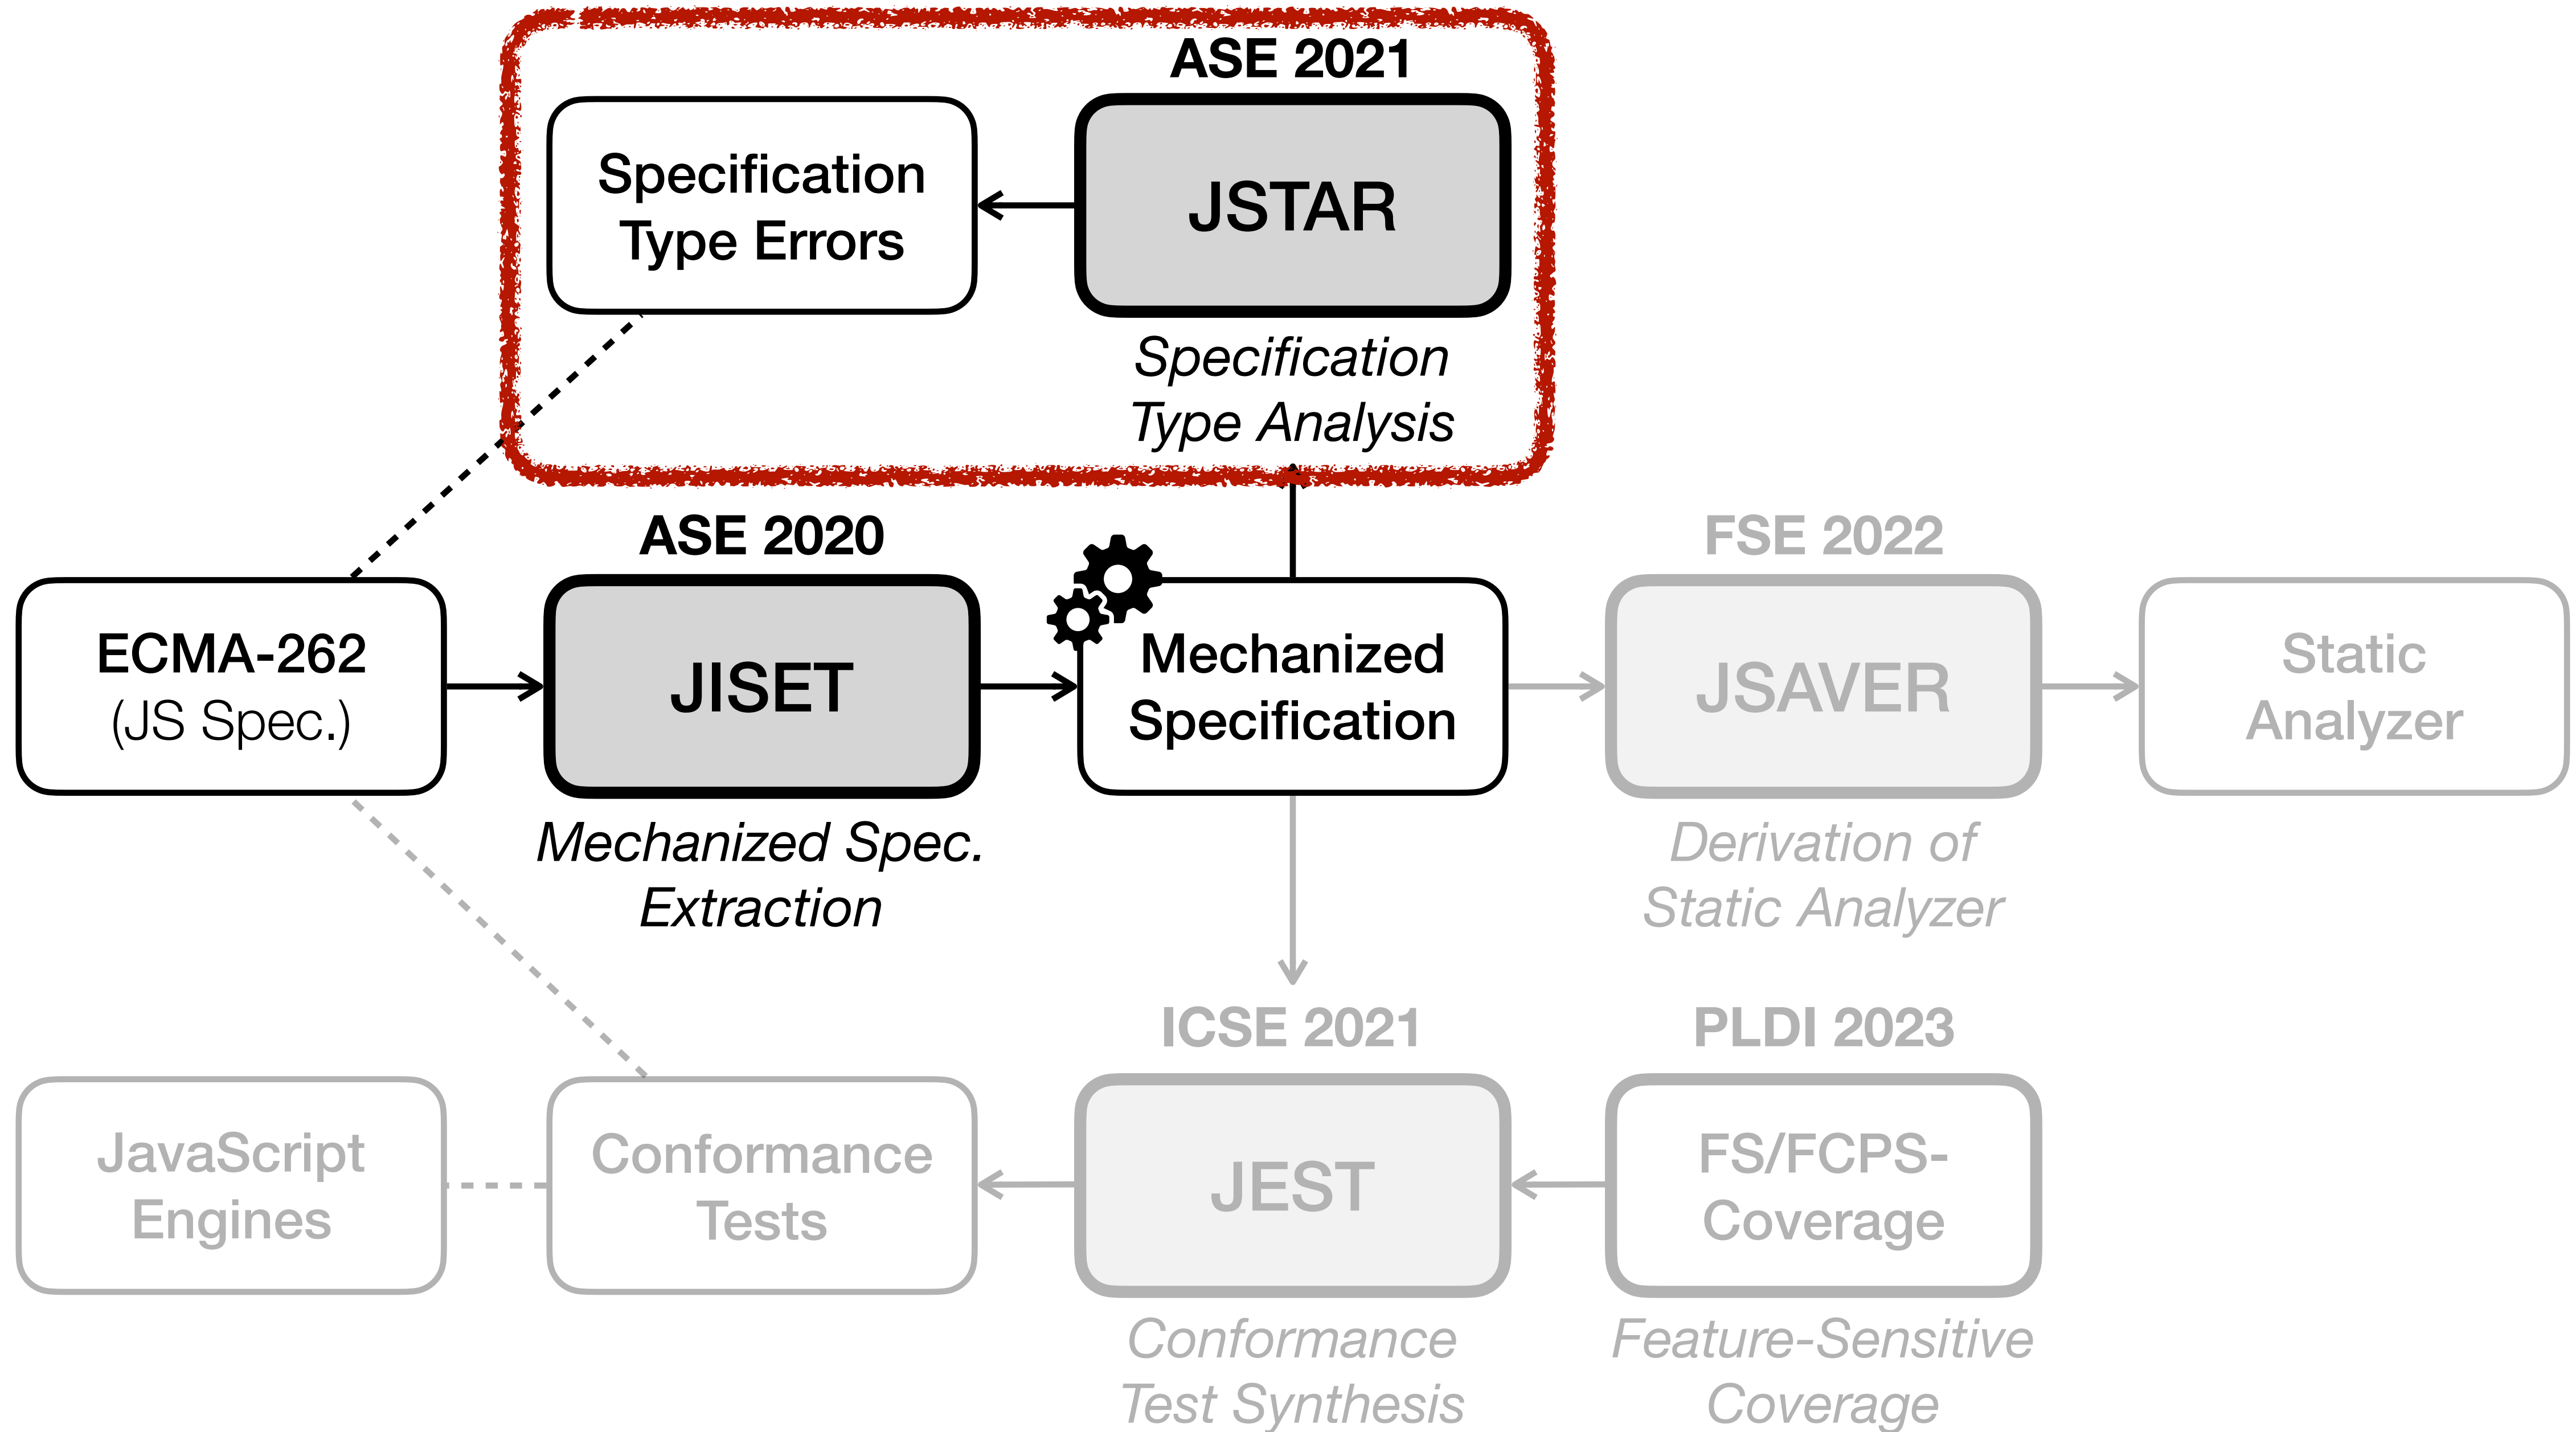 ASE 2021
Specification
Type Errors
JSTAR
Specification
Type Analysis
ASE 2020
FSE 2022
ECMA-262
(JS Spec.)
JISET
Mechanized
Specification
JSAVER
Static
Analyzer
Mechanized Spec.
Extraction
Derivation of
Static Analyzer
ICSE 2021
PLDI 2023
JavaScript
Engines
Conformance
Tests
JEST
FS/FCPS-
Coverage
Conformance
Test Synthesis
Feature-Sensitive
Coverage